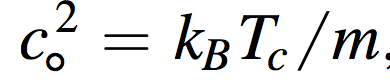 c∘² = k_B T_c / m,